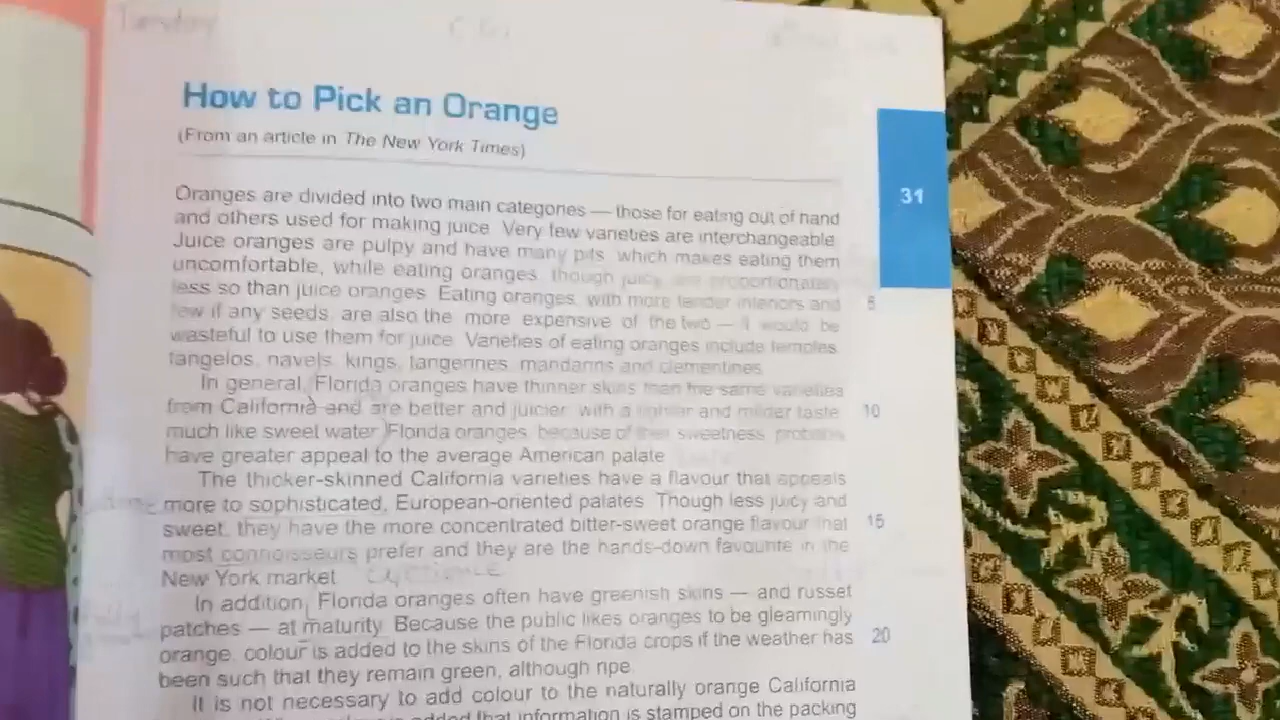 How to Pick an Orange
(From an article in The New York Times)
31
Oranges are divided into two main categories — those for eating out of hand
and others used for making juice. Very few varieties are interchangeable.
Juice oranges are pulpy and have many pits, which makes eating them
uncomfortable, while eating oranges, though juicy, are proportionately
less so than juice oranges. Eating oranges, with more tender interiors and
5
few if any seeds, are also the more expensive of the two — it would be
wasteful to use them for juice. Varieties of eating oranges include temples,
tangelos, navels, kings, tangerines, mandarins and clementines.
In general, Florida oranges have thinner skins than the same varieties
from California and are better and juicier, with a lighter and milder taste
10
much like sweet water. Florida oranges, because of their sweetness, probably
have greater appeal to the average American palate.
The thicker-skinned California varieties have a flavour that appeals
more to sophisticated, European-oriented palates. Though less juicy and
sweet, they have the more concentrated bitter-sweet orange flavour that
15
most connoisseurs prefer and they are the hands-down favourite in the
New York market.
In addition, Florida oranges often have greenish skins — and russet
patches — at maturity. Because the public likes oranges to be gleamingly
orange, colour is added to the skins of the Florida crops if the weather has
20
been such that they remain green, although ripe.
It is not necessary to add colour to the naturally orange California
added that information is stamped on the packing